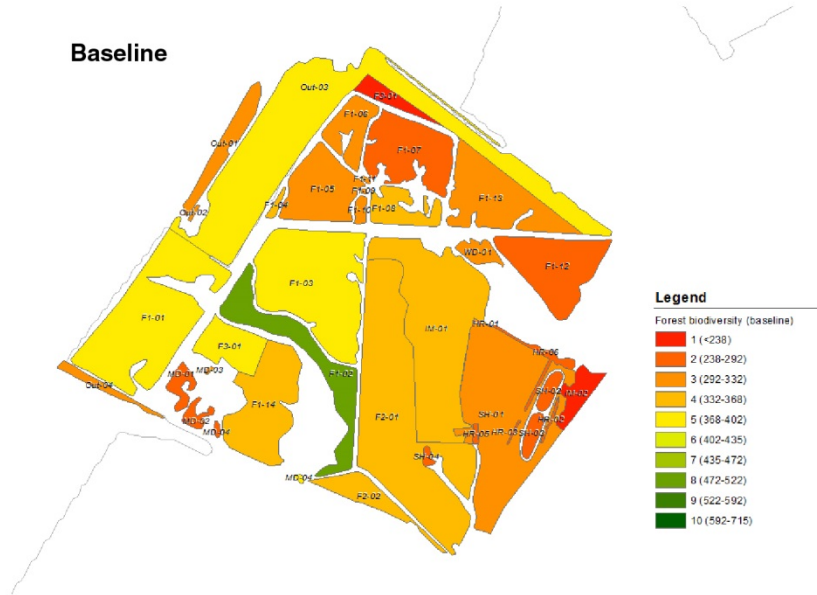 Baseline
Out-03
F2-01
F1-06
Out-01
F1-07
F1-11
F1-05
F1-09
F1-13
F1-10
F1-08
F1-04
Out-02
WD-01
F1-12
F1-03
F1-01
IM-01
HR-01
F3-01
HR-06
MD-01
MD-03
F1-02
SH-02
Out-04
F1-14
F2-01
SH-01
MD-02
HR-05
HR-03
SH-03
MD-04
SH-04
MD-04
F2-02
Legend
Forest biodiversity (baseline)
1 (<238)
2 (238-292)
3 (292-332)
4 (332-368)
5 (368-402)
6 (402-435)
7 (435-472)
8 (472-522)
9 (522-592)
10 (592-715)